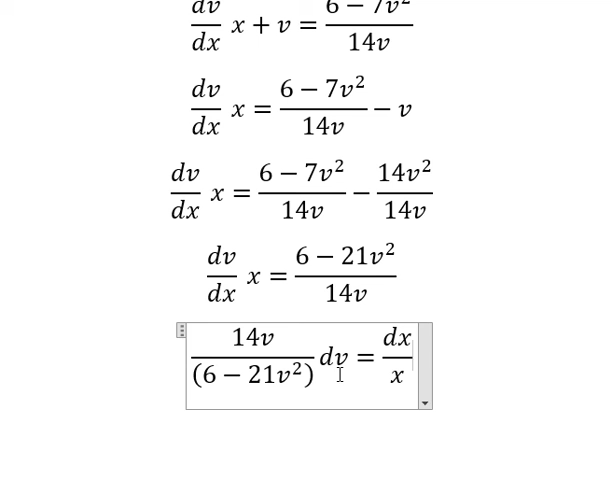 dv/dx x + v = (6 − 7v²)/14v
dv/dx x = (6 − 7v²)/14v − v
dv/dx x = (6 − 7v²)/14v − 14v²/14v
dv/dx x = (6 − 21v²)/14v
14v/(6 − 21v²) dv = dx/x